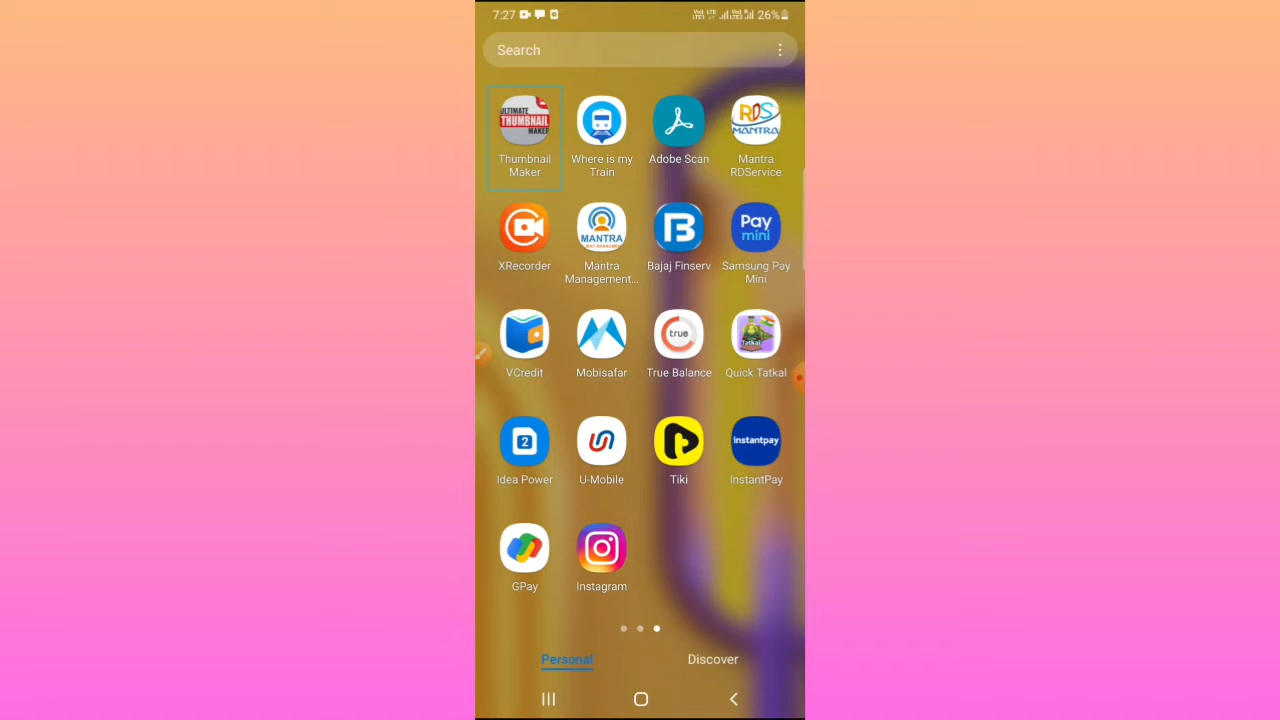 7:27
26%
Search
ULTIMATE
THUMBNAIL
MAKER
RDS
MANTRA
Thumbnail
Maker
Where is my
Train
Adobe Scan
Mantra
RDService
MANTRA
Pay
mini
XRecorder
Mantra
Management...
Bajaj Finserv
Samsung Pay
Mini
true
Tatkal
VCredit
Mobisafar
True Balance
Quick Tatkal
2
instantpay
Idea Power
U-Mobile
Tiki
InstantPay
GPay
Instagram
Personal
Discover